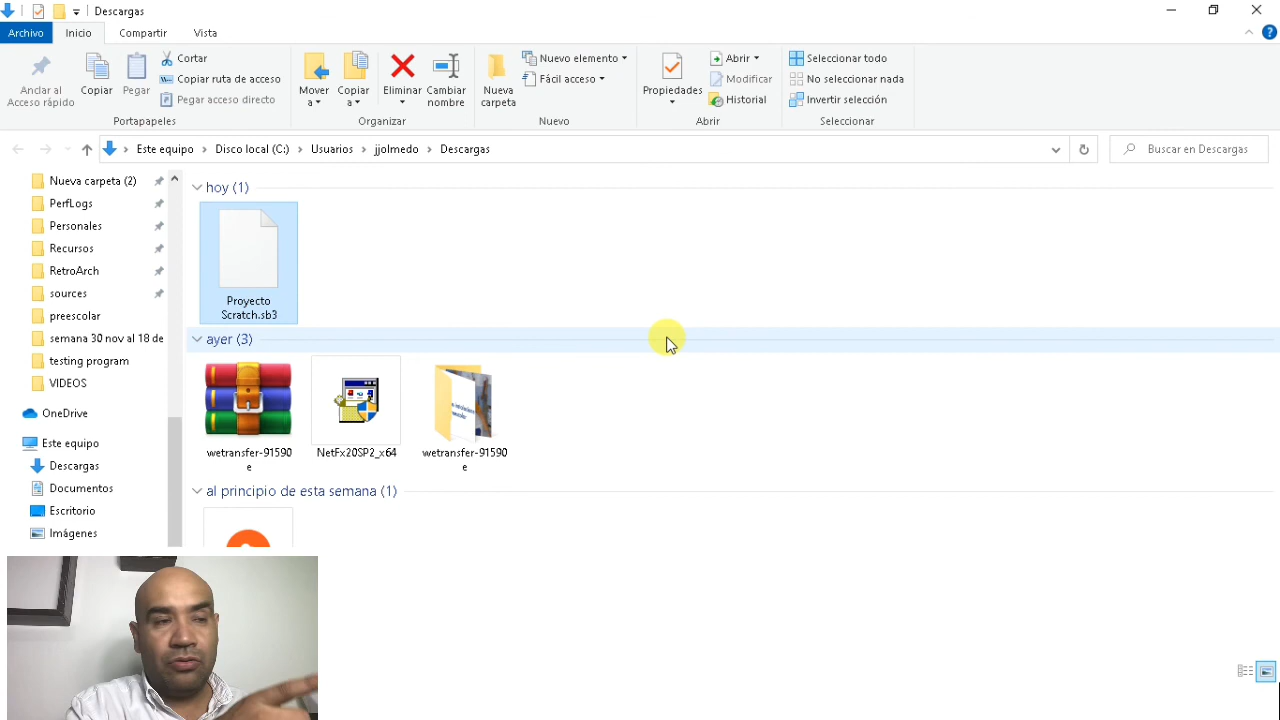 Descargas
Archivo Inicio Compartir Vista
Anclar al
Acceso rápido
Copiar
Pegar
Cortar
Copiar ruta de acceso
Pegar acceso directo
Portapapeles
Mover
a
Copiar
a
Eliminar
Cambiar
nombre
Organizar
Nueva
carpeta
Nuevo elemento
Fácil acceso
Nuevo
Propiedades
Abrir
Modificar
Historial
Abrir
Seleccionar todo
No seleccionar nada
Invertir selección
Seleccionar
Este equipo > Disco local (C:) > Usuarios > jjolmedo > Descargas
Buscar en Descargas
Nueva carpeta (2)
PerfLogs
Personales
Recursos
RetroArch
sources
preescolar
semana 30 nov al 18 de
testing program
VIDEOS
OneDrive
Este equipo
Descargas
Documentos
Escritorio
Imágenes
hoy (1)
Proyecto
Scratch.sb3
ayer (3)
wetransfer-91590
e
NetFx20SP2_x64
wetransfer-91590
e
al principio de esta semana (1)